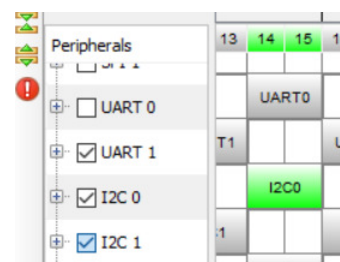 Peripherals
13 14 15
UART 0
UART0
UART 1
T1
I2C 0
I2C0
I2C 1